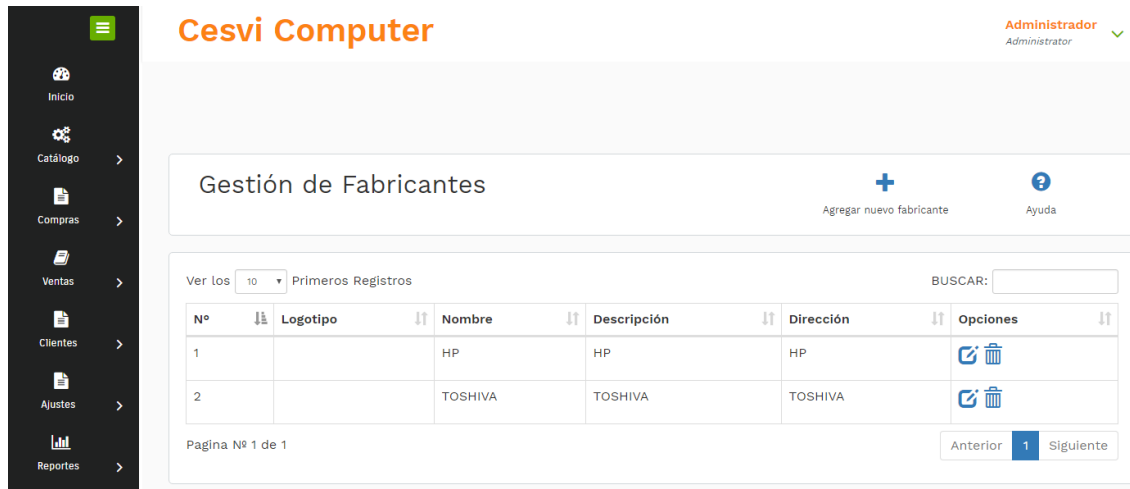 Cesvi Computer
Administrador
Administrator
Inicio
Catálogo
Compras
Ventas
Clientes
Ajustes
Reportes
Gestión de Fabricantes
Agregar nuevo fabricante
Ayuda
Ver los 10 Primeros Registros
BUSCAR:
Nº Logotipo Nombre Descripción Dirección Opciones
1 HP HP HP
2 TOSHIVA TOSHIVA TOSHIVA
Pagina Nº 1 de 1
Anterior 1 Siguiente